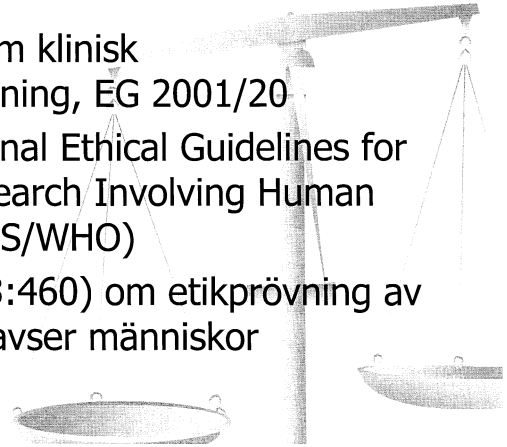 m klinisk
ning, EG 2001/20
nal Ethical Guidelines for
earch Involving Human
S/WHO)
3:460) om etikprövning av
avser människor